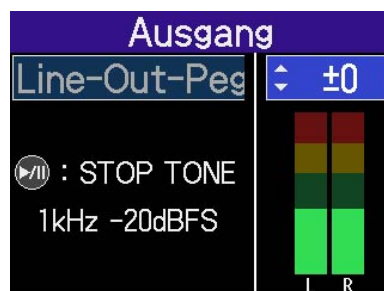 Ausgang
Line-Out-Peg
±0
: STOP TONE
1kHz -20dBFS
L R